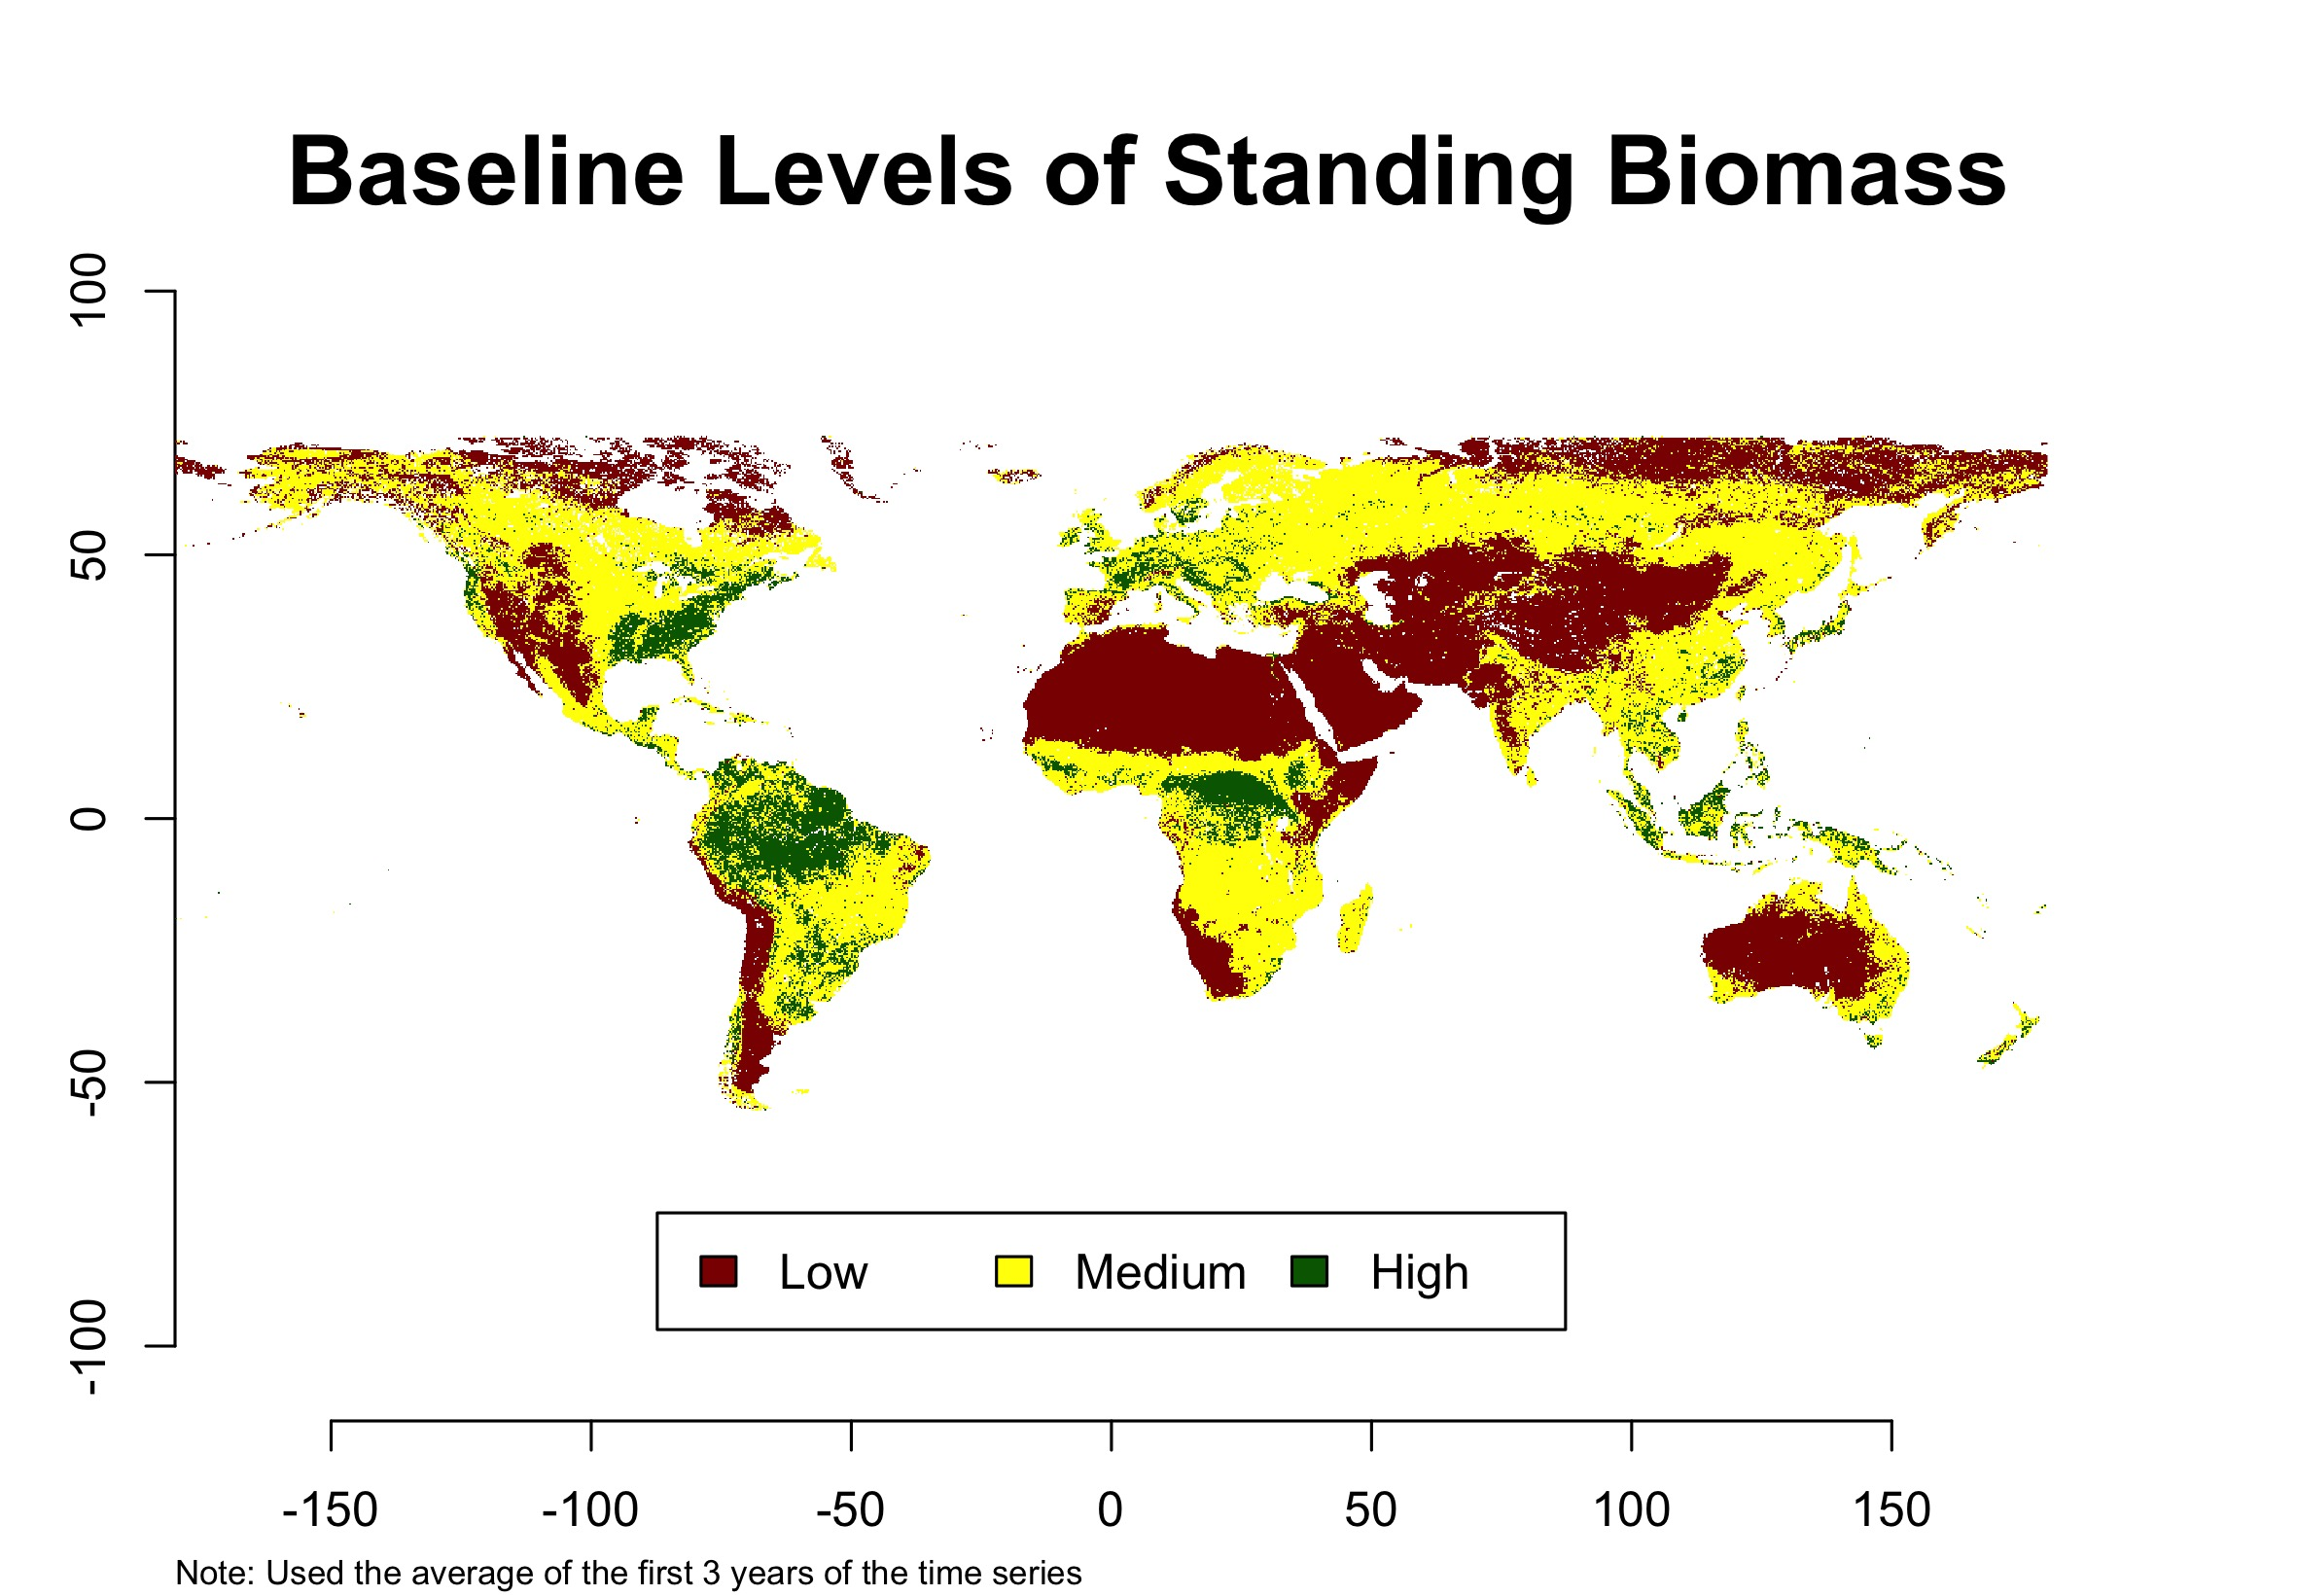 Baseline Levels of Standing Biomass
100
50
0
-50
-100
Low Medium High
-150 -100 -50 0 50 100 150
Note: Used the average of the first 3 years of the time series